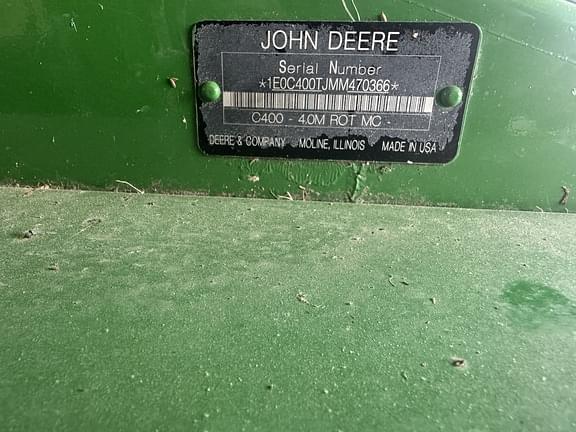 JOHN DEERE
Serial Number
*1E0C400TJMM470366*
C400 - 4.0M ROT MC -
DEERE & COMPANY MOLINE, ILLINOIS MADE IN USA